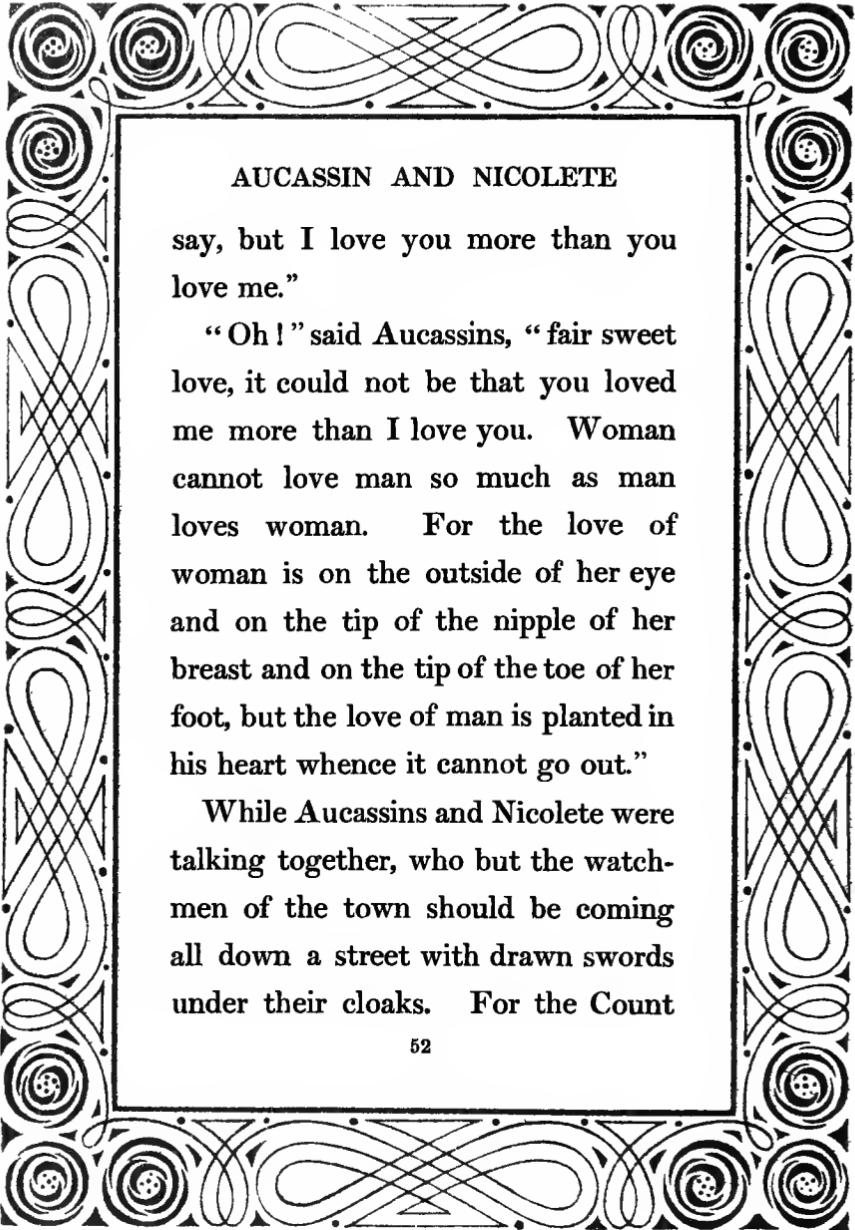 AUCASSIN AND NICOLETE
say, but I love you more than you
love me.”
“ Oh ! ” said Aucassins, “ fair sweet
love, it could not be that you loved
me more than I love you. Woman
cannot love man so much as man
loves woman. For the love of
woman is on the outside of her eye
and on the tip of the nipple of her
breast and on the tip of the toe of her
foot, but the love of man is planted in
his heart whence it cannot go out.”
While Aucassins and Nicolete were
talking together, who but the watch-
men of the town should be coming
all down a street with drawn swords
under their cloaks. For the Count
52